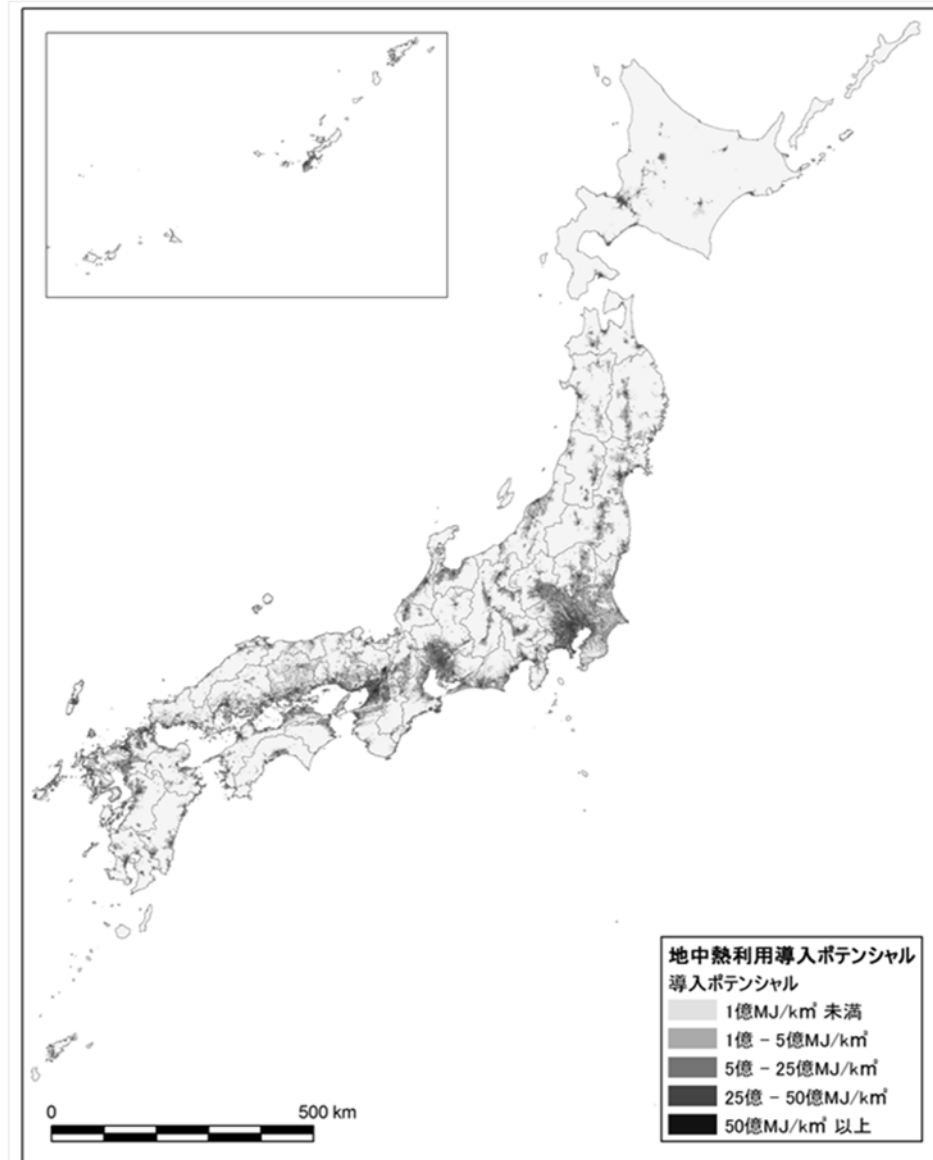 地中熱利用導入ポテンシャル
導入ポテンシャル
1億MJ/k㎡ 未満
1億 - 5億MJ/k㎡
5億 - 25億MJ/k㎡
25億 - 50億MJ/k㎡
50億MJ/k㎡ 以上
0 500 km